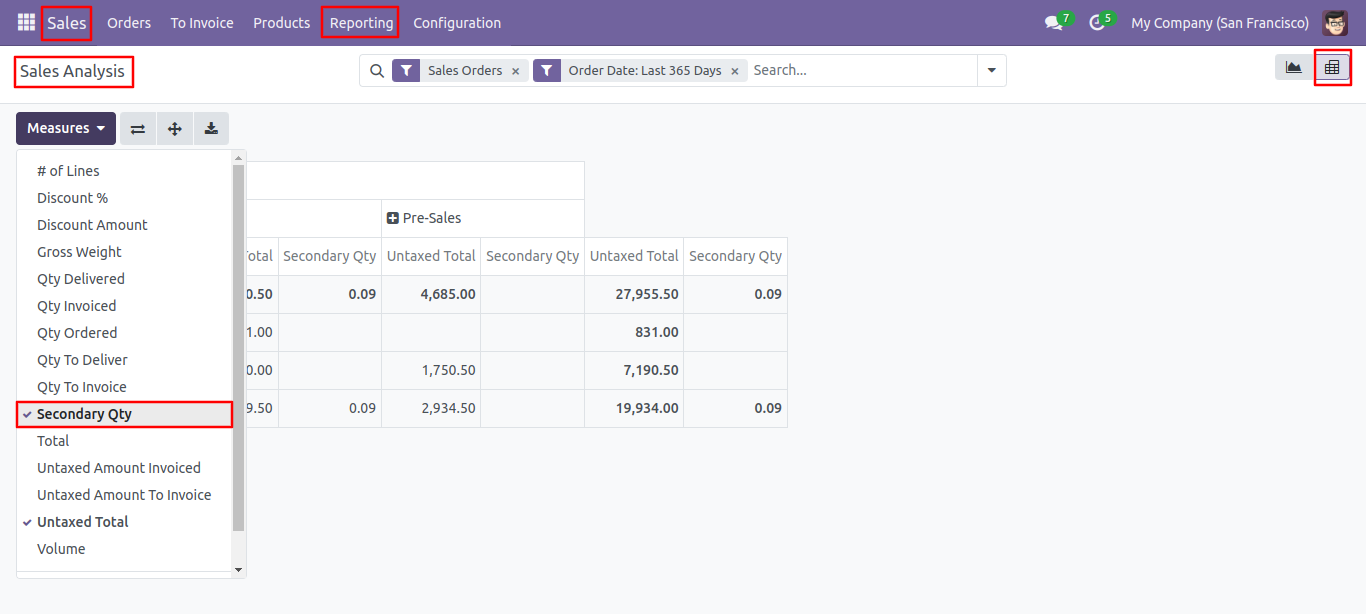 Sales Orders To Invoice Products Reporting Configuration 7 5 My Company (San Francisco)
Sales Analysis Sales Orders × Order Date: Last 365 Days × Search...
Measures
# of Lines
Discount %
Discount Amount
Gross Weight
Qty Delivered
Qty Invoiced
Qty Ordered
Qty To Deliver
Qty To Invoice
Secondary Qty
Total
Untaxed Amount Invoiced
Untaxed Amount To Invoice
Untaxed Total
Volume
Pre-Sales
otal Secondary Qty Untaxed Total Secondary Qty Untaxed Total Secondary Qty
0.50 0.09 4,685.00 27,955.50 0.09
1.00 831.00
0.00 1,750.50 7,190.50
9.50 0.09 2,934.50 19,934.00 0.09